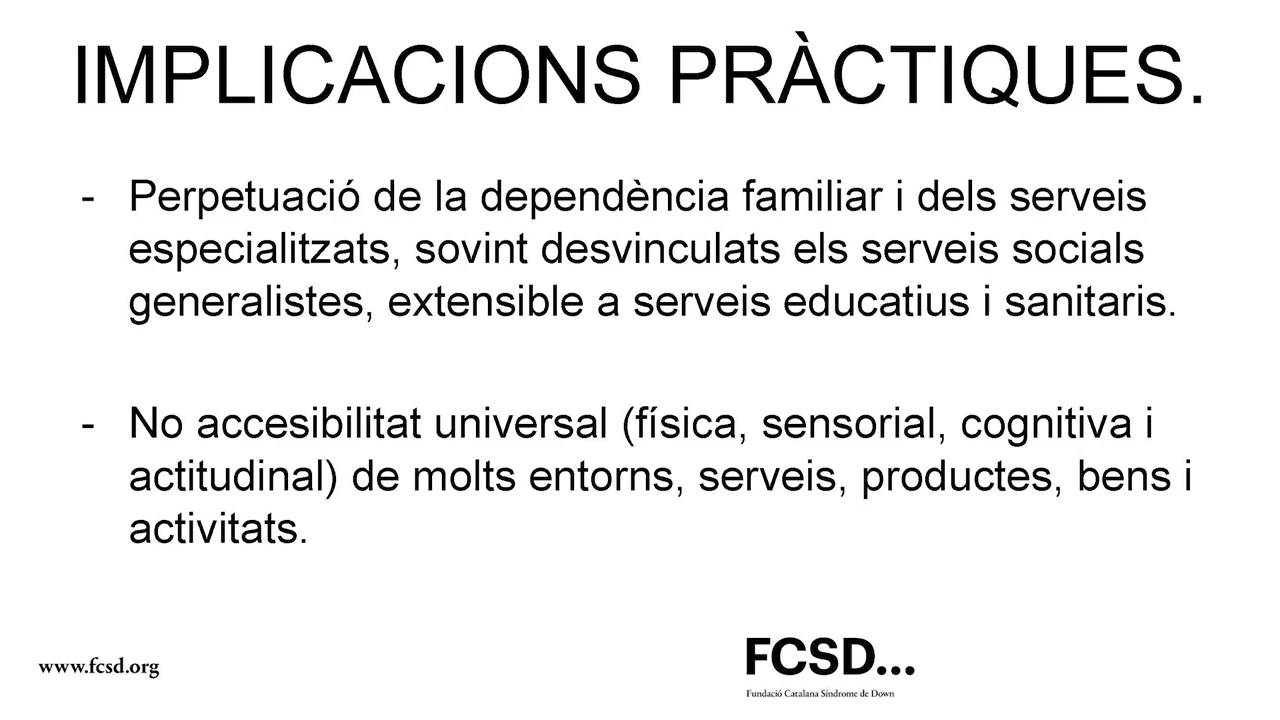 IMPLICACIONS PRÀCTIQUES.
- Perpetuació de la dependència familiar i dels serveis
especialitzats, sovint desvinculats els serveis socials
generalistes, extensible a serveis educatius i sanitaris.
- No accesibilitat universal (física, sensorial, cognitiva i
actitudinal) de molts entorns, serveis, productes, bens i
activitats.
www.fcsd.org
FCSD...
Fundació Catalana Síndrome de Down